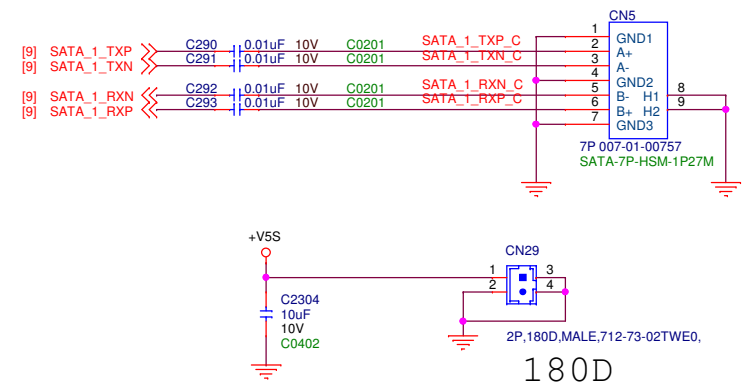 CN5
1 GND1
[9] SATA_1_TXP C290 0.01uF 10V C0201 SATA_1_TXP_C 2 A+
[9] SATA_1_TXN C291 0.01uF 10V C0201 SATA_1_TXN_C 3 A-
4 GND2
[9] SATA_1_RXN C292 0.01uF 10V C0201 SATA_1_RXN_C 5 B- H1 8
[9] SATA_1_RXP C293 0.01uF 10V C0201 SATA_1_RXP_C 6 B+ H2 9
7 GND3
7P 007-01-00757
SATA-7P-HSM-1P27M
+V5S
CN29
1 3
2 4
C2304
10uF
10V
C0402
2P,180D,MALE,712-73-02TWE0,
180D